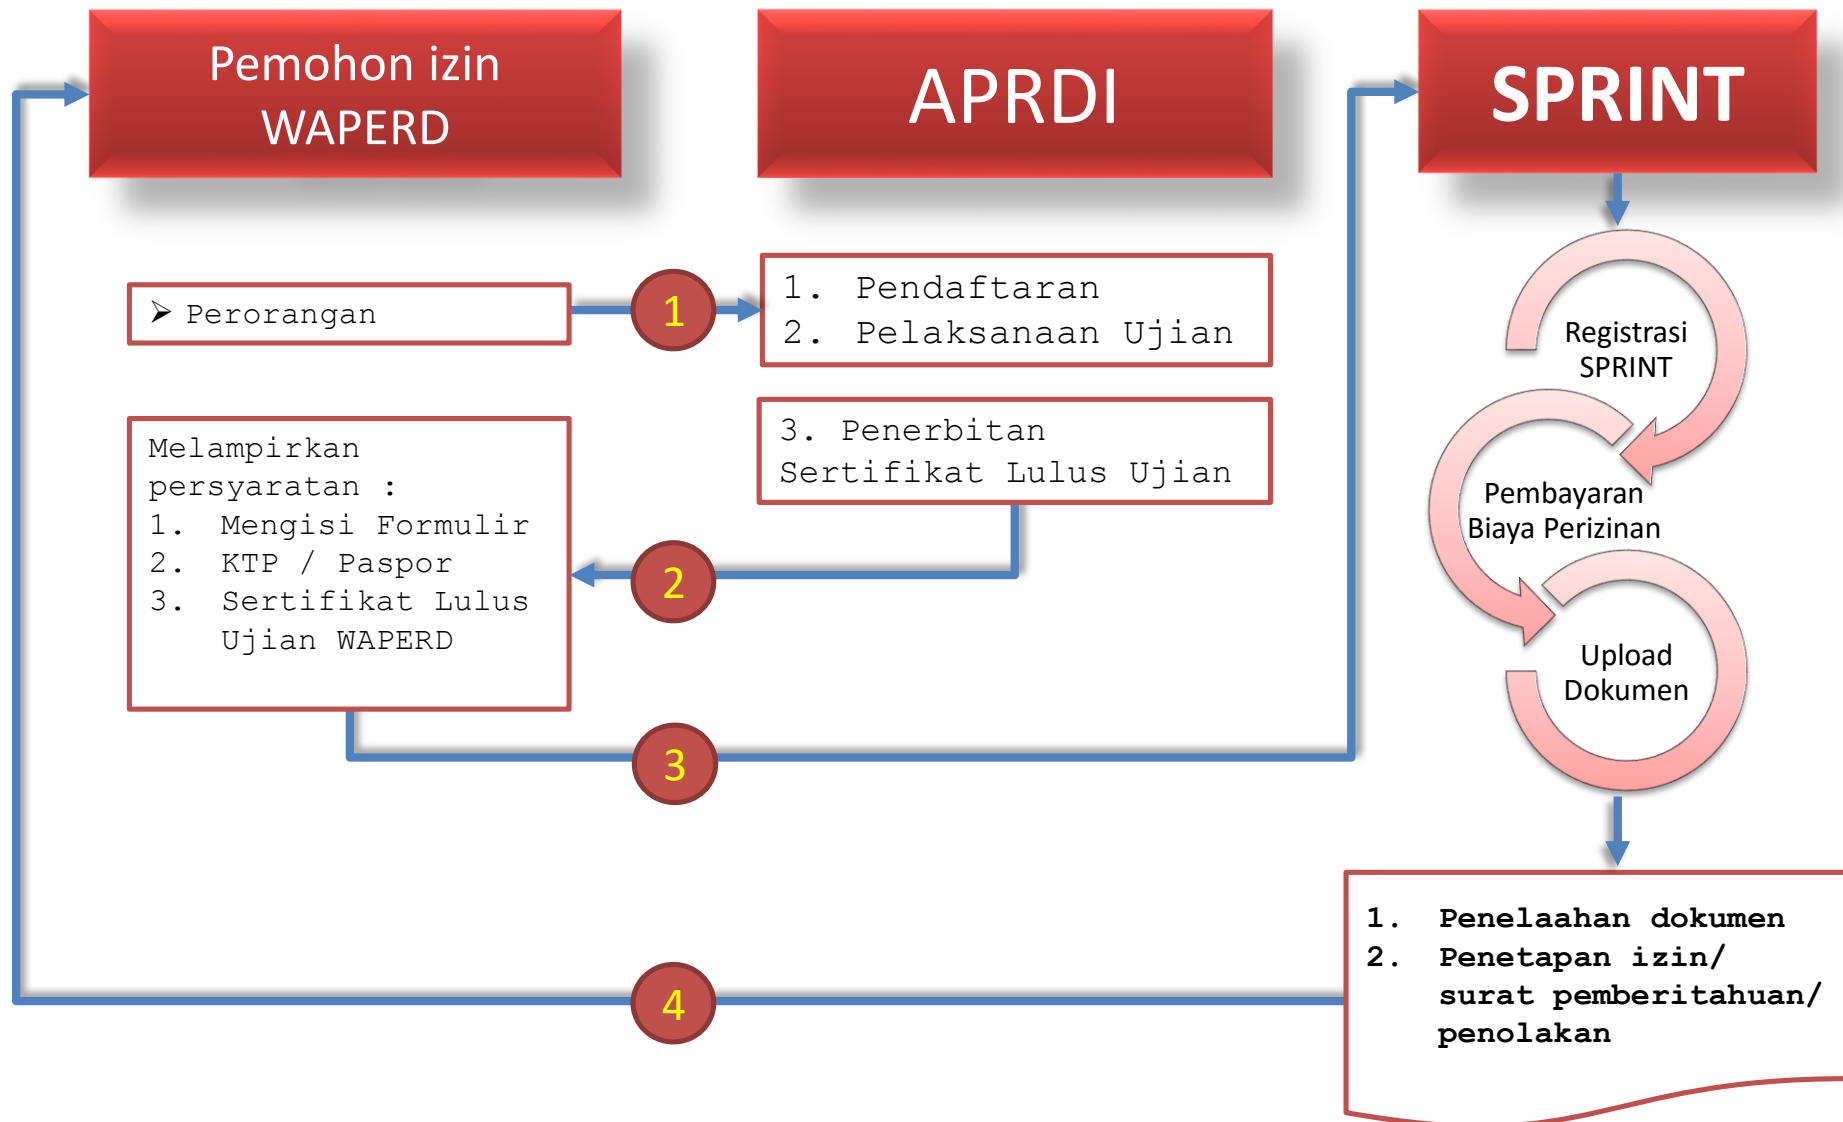 Pemohon izin
WAPERD
APRDI
SPRINT
➢ Perorangan
1
1. Pendaftaran
2. Pelaksanaan Ujian
3. Penerbitan
Sertifikat Lulus Ujian
Melampirkan
persyaratan :
1. Mengisi Formulir
2. KTP / Paspor
3. Sertifikat Lulus
Ujian WAPERD
2
3
Registrasi
SPRINT
Pembayaran
Biaya Perizinan
Upload
Dokumen
1. Penelaahan dokumen
2. Penetapan izin/
surat pemberitahuan/
penolakan
4